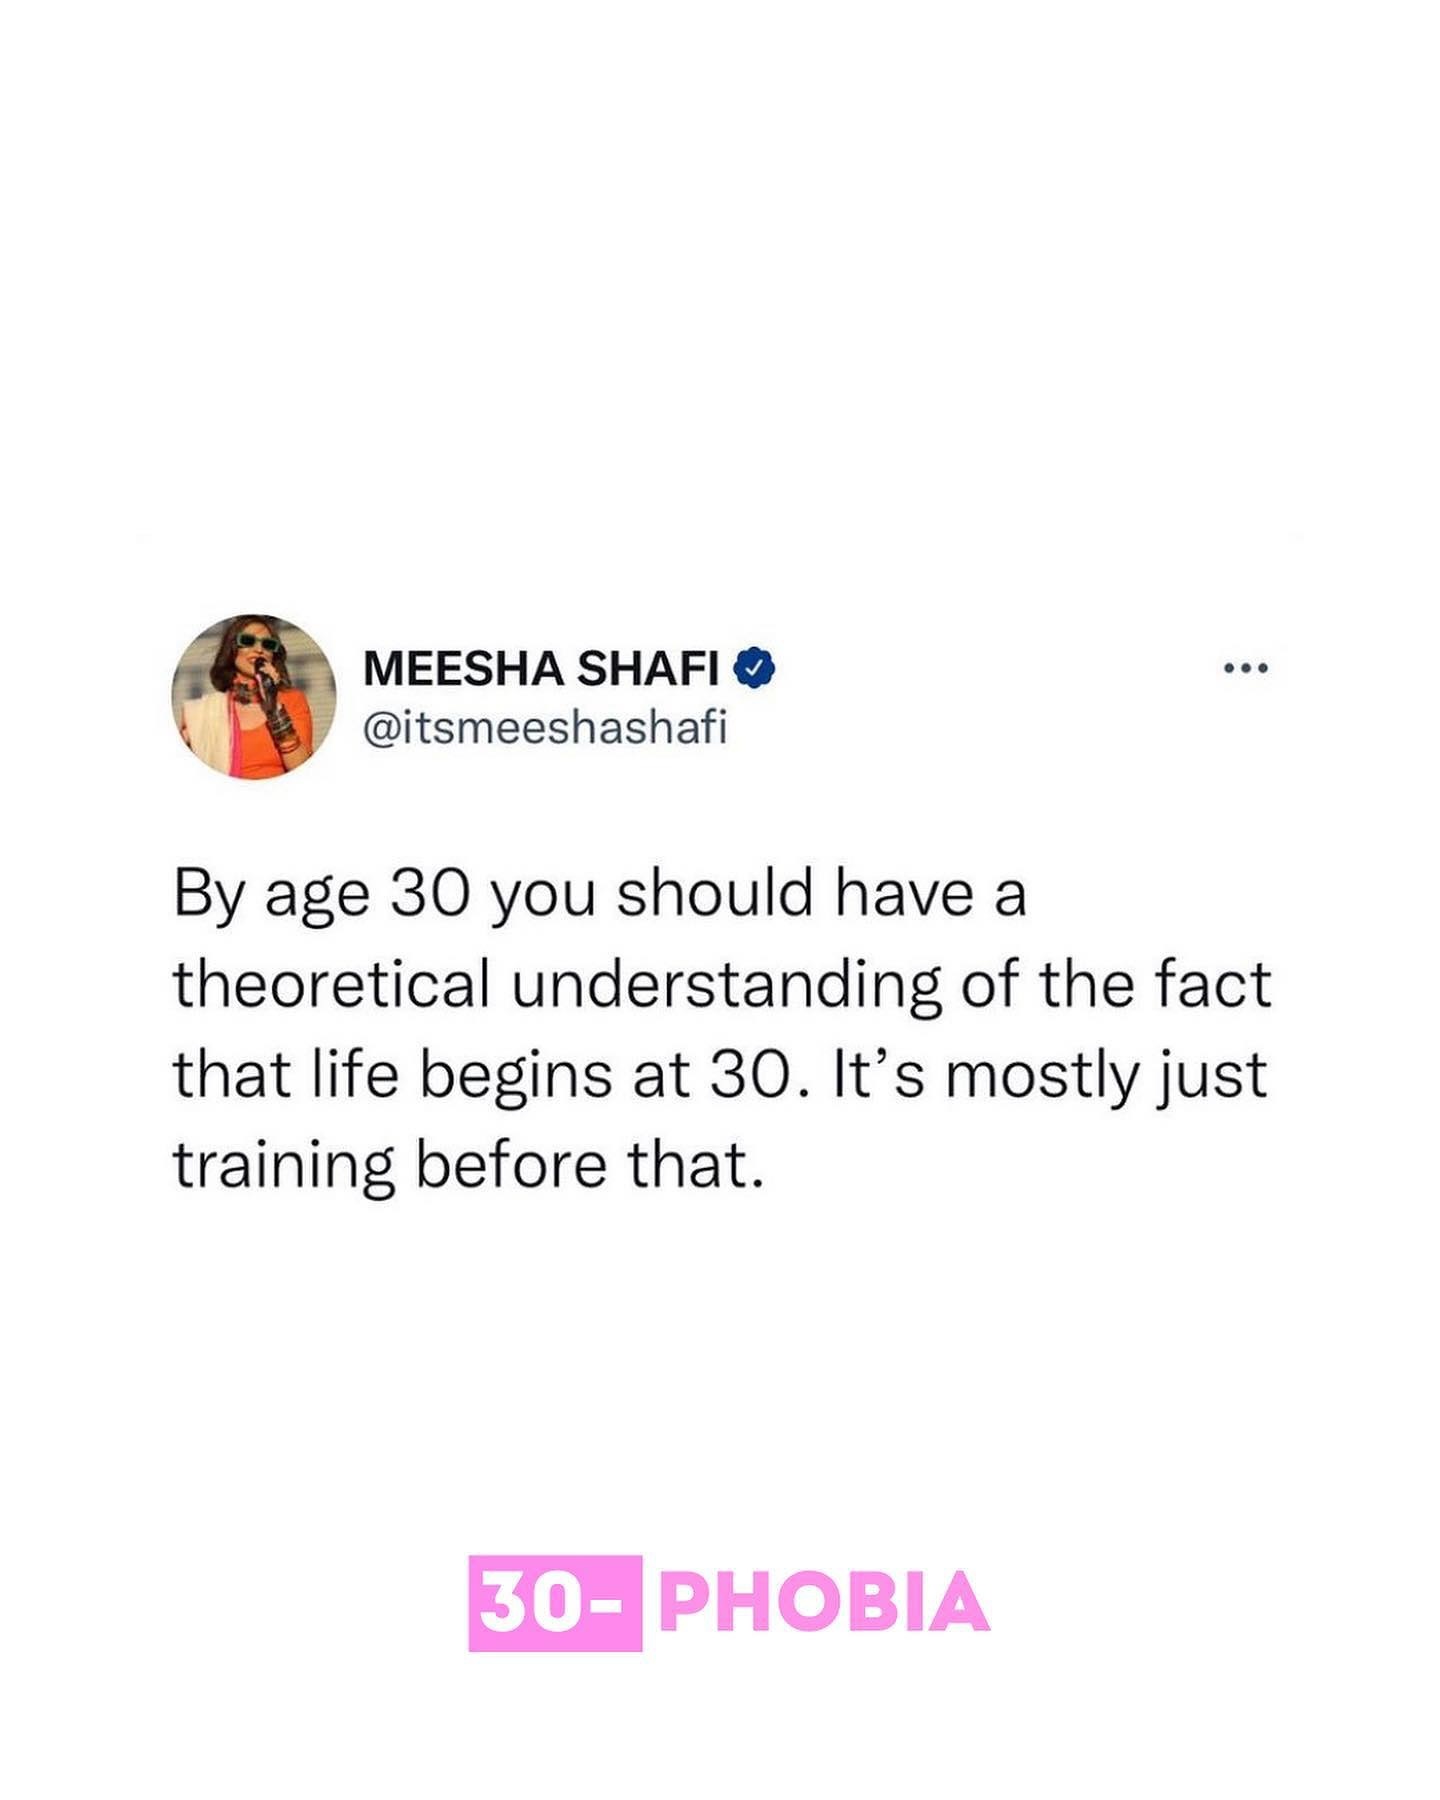 MEESHA SHAFI
@itsmeeshashafi
By age 30 you should have a
theoretical understanding of the fact
that life begins at 30. It’s mostly just
training before that.
30- PHOBIA